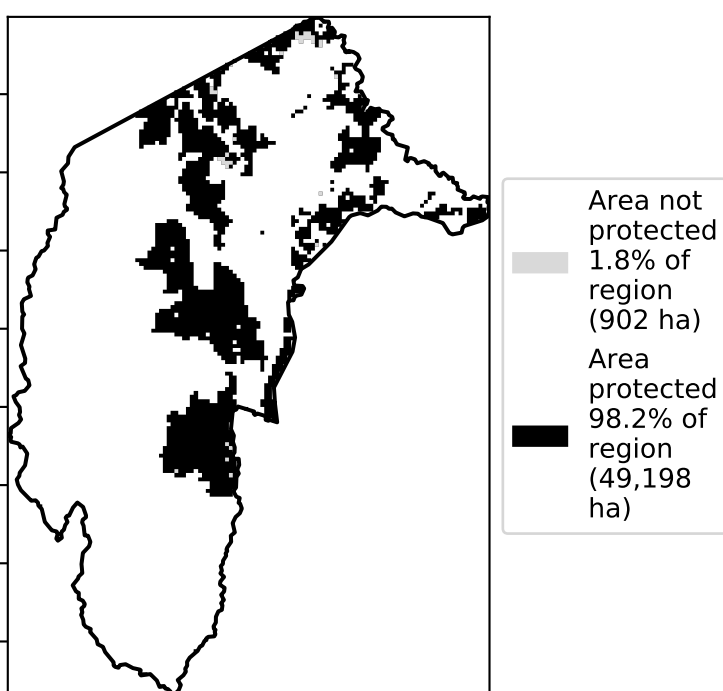 Area not
protected
1.8% of
region
(902 ha)
Area
protected
98.2% of
region
(49,198
ha)